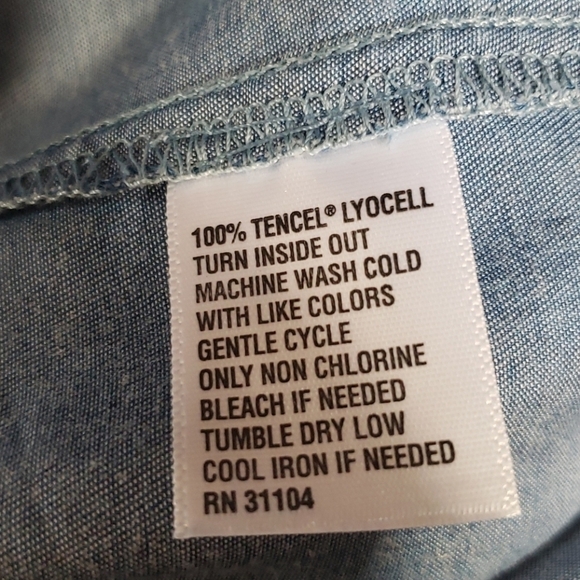 100% TENCEL® LYOCELL
TURN INSIDE OUT
MACHINE WASH COLD
WITH LIKE COLORS
GENTLE CYCLE
ONLY NON CHLORINE
BLEACH IF NEEDED
TUMBLE DRY LOW
COOL IRON IF NEEDED
RN 31104